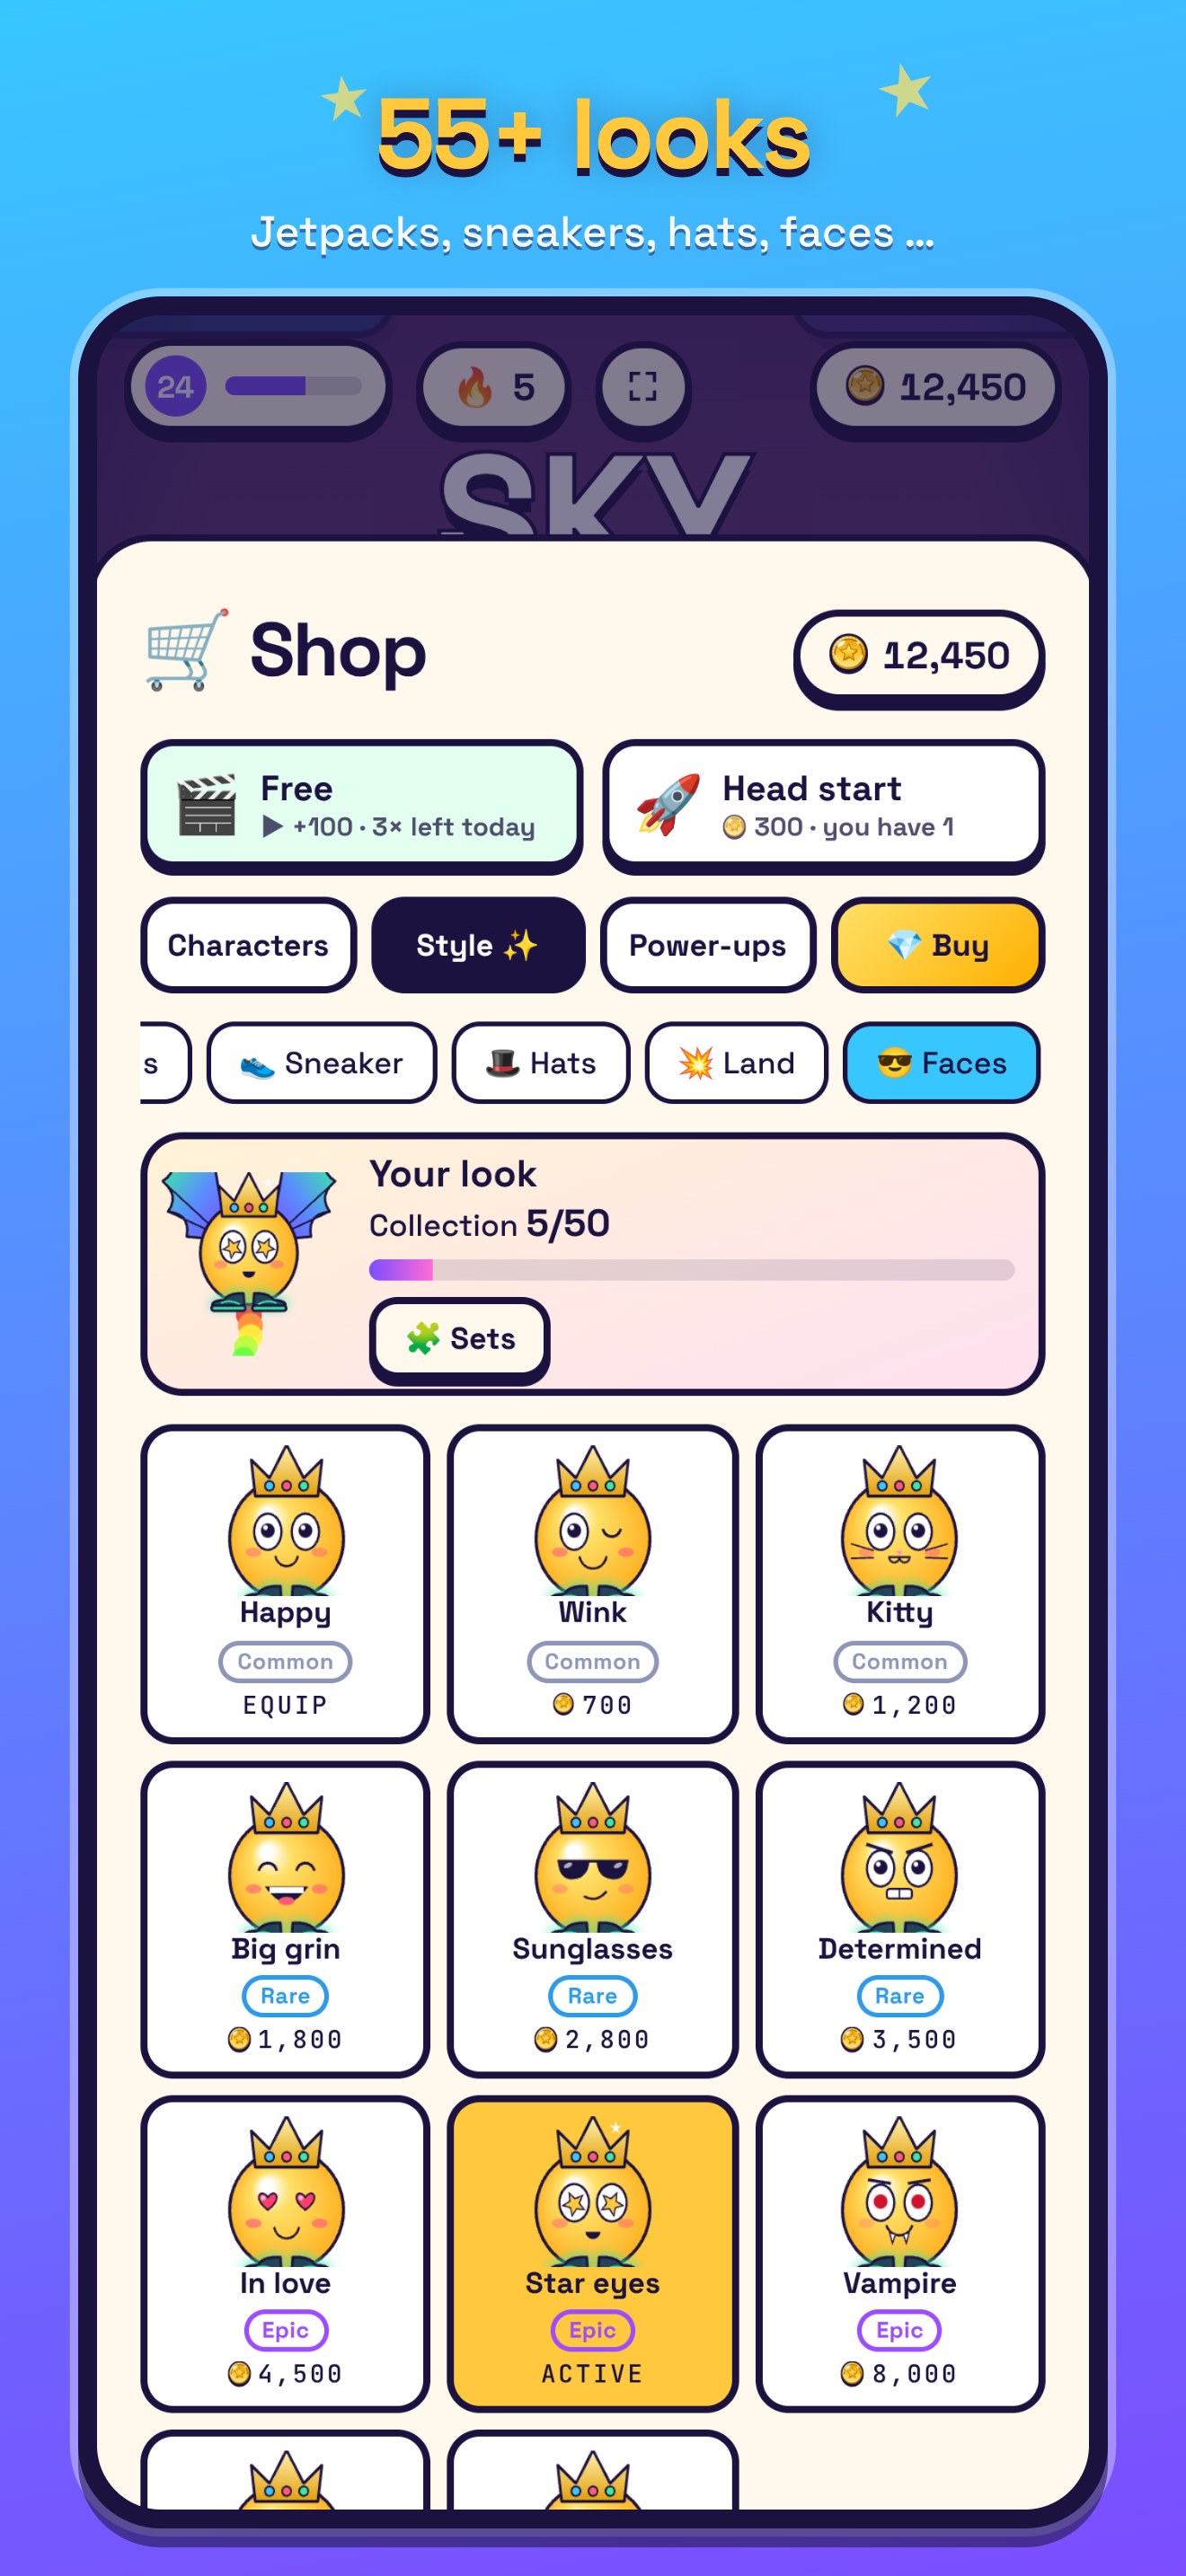 55+ looks
Jetpacks, sneakers, hats, faces ...
24
5
12,450
SKY
Shop
12,450
Free
+100 · 3× left today
Head start
300 · you have 1
Characters
Style
Power-ups
Buy
s
Sneaker
Hats
Land
Faces
Your look
Collection 5/50
Sets
Happy
Wink
Kitty
Common
Common
Common
EQUIP
700
1,200
Big grin
Sunglasses
Determined
Rare
Rare
Rare
1,800
2,800
3,500
In love
Star eyes
Vampire
Epic
Epic
Epic
4,500
ACTIVE
8,000